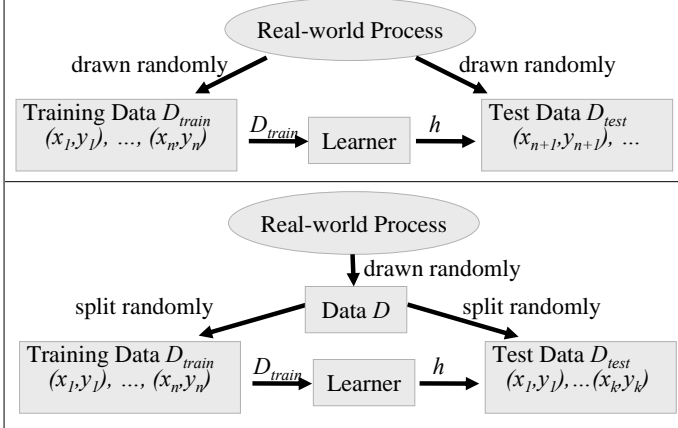 Real-world Process
drawn randomly
drawn randomly
Training Data D_train
(x_1,y_1), ..., (x_n,y_n)
D_train
Learner
h
Test Data D_test
(x_{n+1},y_{n+1}), ...
Real-world Process
drawn randomly
split randomly
Data D
split randomly
Training Data D_train
(x_1,y_1), ..., (x_n,y_n)
D_train
Learner
h
Test Data D_test
(x_1,y_1),...(x_k,y_k)